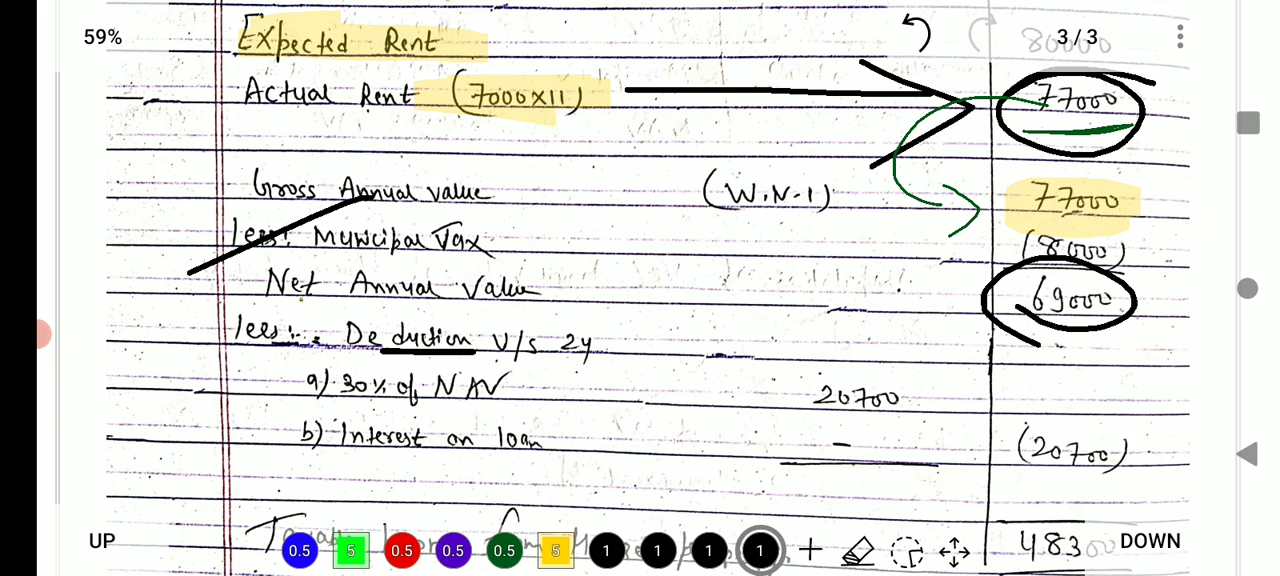 59%
3/3
Expected Rent 80000
Actual Rent (7000X11) 77000
Gross Annual value (W.N-1) 77000
less: Municipal Tax (8000)
Net Annual Value 69000
less: Deduction U/s 24
a) 30% of NAV 20700
b) Interest on loan - (20700)
48300
UP
0.5 5 0.5 0.5 0.5 5 1 1 1 1
DOWN